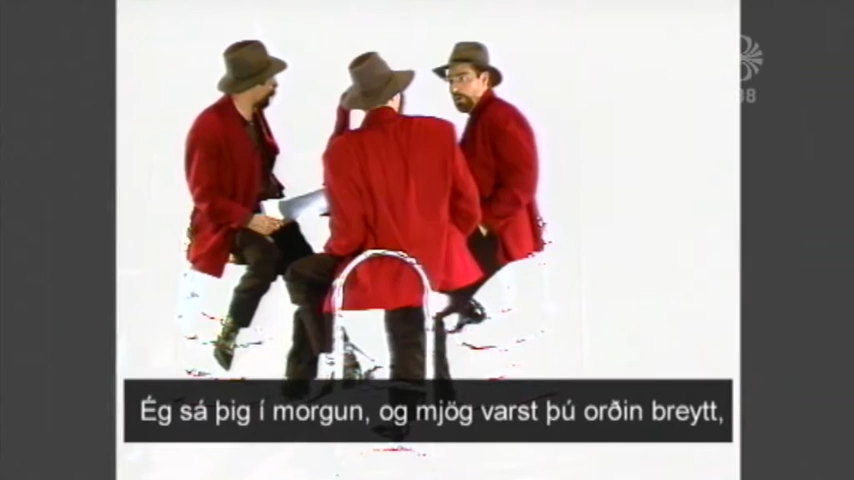 Ég sá þig í morgun, og mjög varst þú orðin breytt,